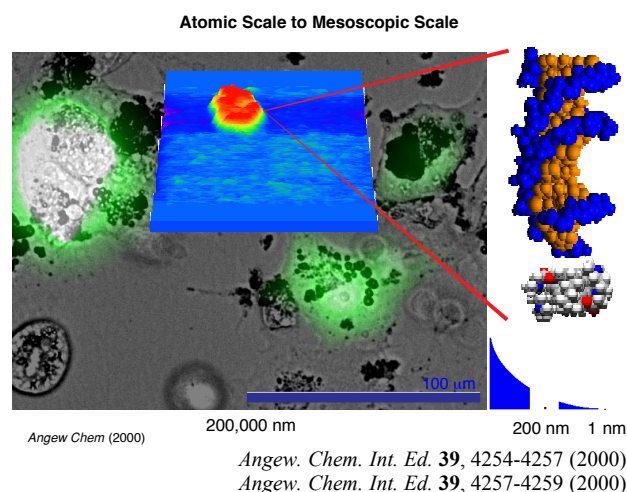 Atomic Scale to Mesoscopic Scale
100 μm
200,000 nm
200 nm 1 nm
Angew Chem (2000)
Angew. Chem. Int. Ed. 39, 4254-4257 (2000)
Angew. Chem. Int. Ed. 39, 4257-4259 (2000)